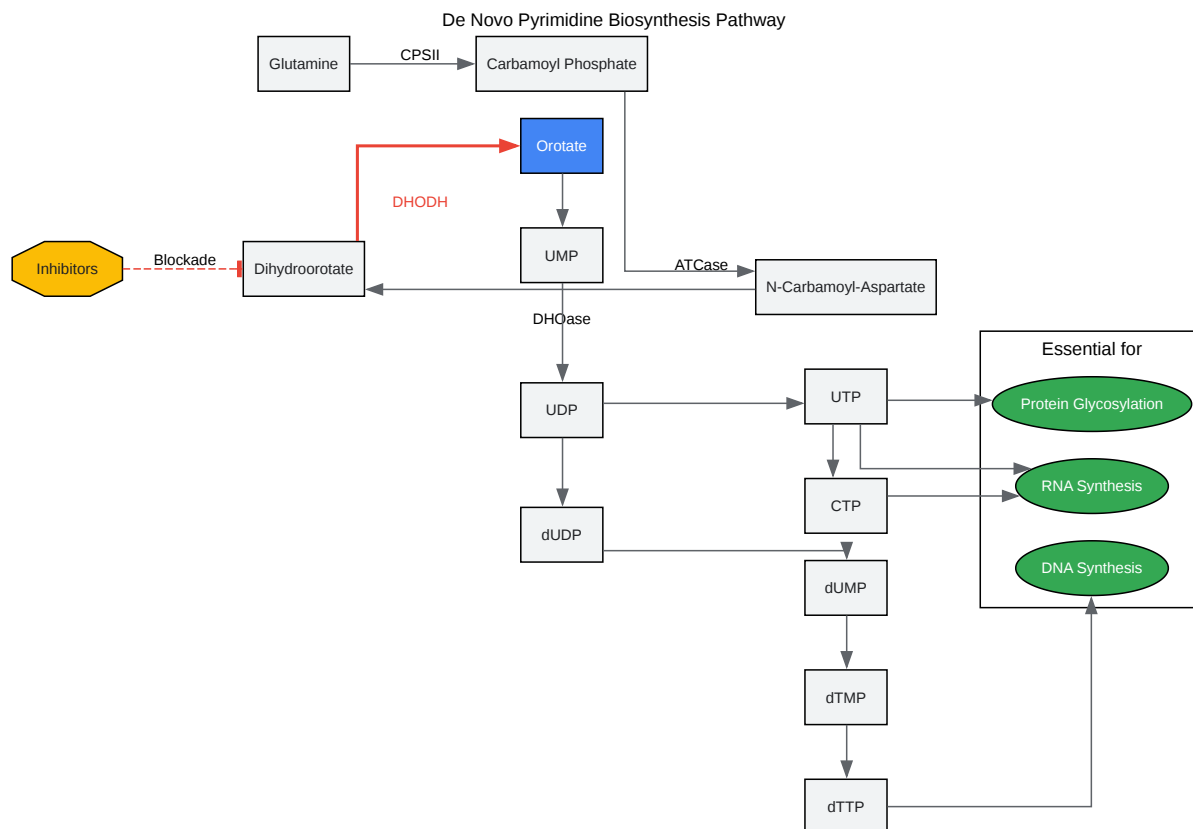 De Novo Pyrimidine Biosynthesis Pathway
Glutamine
CPSII
Carbamoyl Phosphate
Orotate
DHODH
UMP
Inhibitors
Blockade
Dihydroorotate
ATCase
N-Carbamoyl-Aspartate
DHOase
Essential for
UDP
UTP
Protein Glycosylation
CTP
RNA Synthesis
dUDP
DNA Synthesis
dUMP
dTMP
dTTP